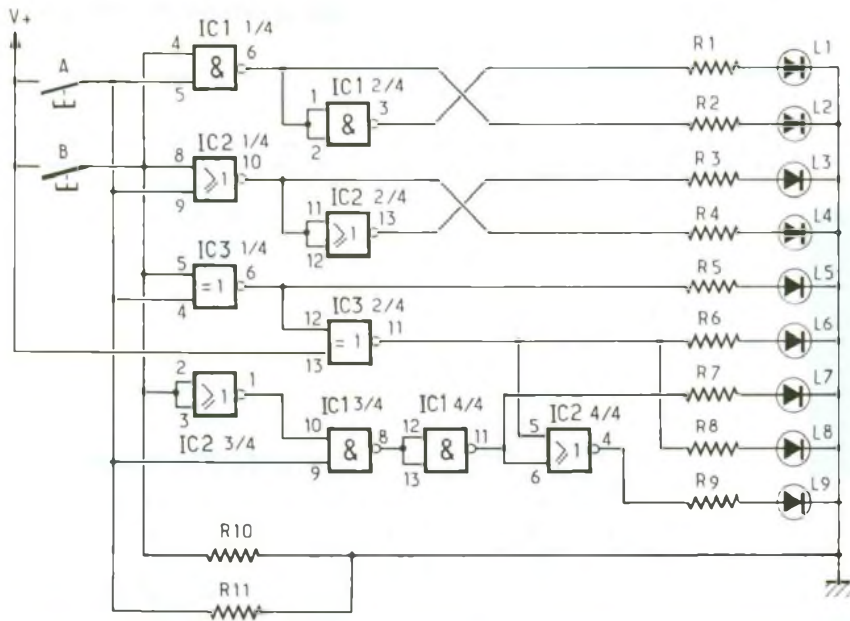 V+
IC1 1/4
4
6
&
5
A
R1
L1
IC1 2/4
1
3
&
2
R2
L2
B
IC2 1/4
8
10
≥1
9
R3
L3
IC2 2/4
11
13
≥1
12
R4
L4
IC3 1/4
5
6
=1
4
R5
L5
IC3 2/4
12
11
=1
13
R6
L6
2
1
≥1
3
R7
L7
IC1 3/4
IC1 4/4
IC2 4/4
10
8
12
11
5
4
&
&
≥1
R8
L8
IC2 3/4
9
13
6
R9
L9
R10
R11